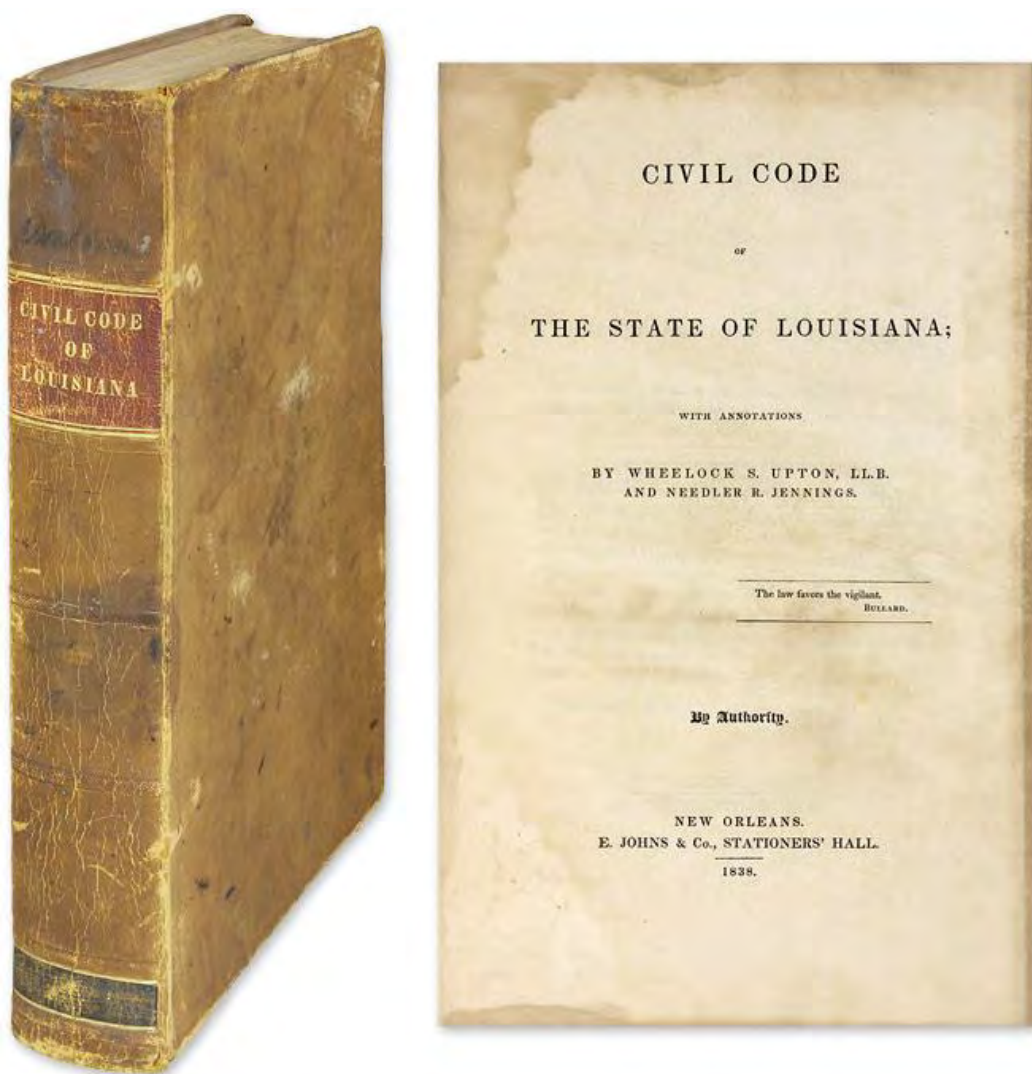 CIVIL CODE
OF
LOUISIANA
CIVIL CODE
OF
THE STATE OF LOUISIANA;
WITH ANNOTATIONS
BY WHEELOCK S. UPTON, LL.B.
AND NEEDLER R. JENNINGS.
The law favors the vigilant.
BULLARD.
By Authority.
NEW ORLEANS.
E. JOHNS & Co., STATIONERS' HALL.
1838.